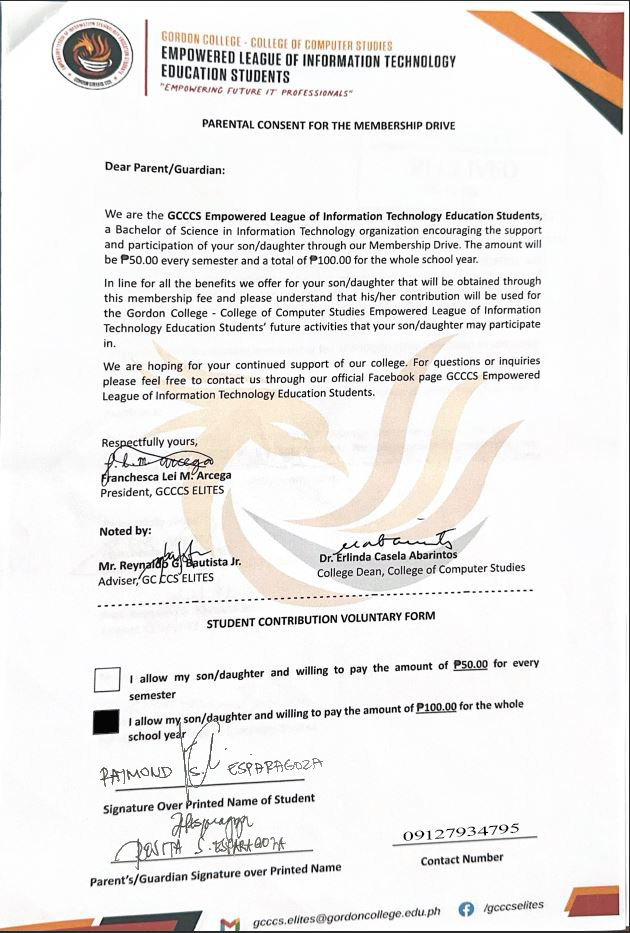 GORDON COLLEGE - COLLEGE OF COMPUTER STUDIES
EMPOWERED LEAGUE OF INFORMATION TECHNOLOGY
EDUCATION STUDENTS
"EMPOWERING FUTURE IT PROFESSIONALS"
PARENTAL CONSENT FOR THE MEMBERSHIP DRIVE
Dear Parent/Guardian:
We are the GCCCS Empowered League of Information Technology Education Students,
a Bachelor of Science in Information Technology organization encouraging the support
and participation of your son/daughter through our Membership Drive. The amount will
be ₱50.00 every semester and a total of ₱100.00 for the whole school year.
In line for all the benefits we offer for your son/daughter that will be obtained through
this membership fee and please understand that his/her contribution will be used for
the Gordon College - College of Computer Studies Empowered League of Information
Technology Education Students' future activities that your son/daughter may participate
in.
We are hoping for your continued support of our college. For questions or inquiries
please feel free to contact us through our official Facebook page GCCCS Empowered
League of Information Technology Education Students.
Respectfully yours,
Franchesca Lei M. Arcega
President, GCCCS ELITES
Noted by:
Mr. Reynaldo G. Bautista Jr.
Adviser, GC CCS ELITES
Dr. Erlinda Casela Abarintos
College Dean, College of Computer Studies
STUDENT CONTRIBUTION VOLUNTARY FORM
I allow my son/daughter and willing to pay the amount of ₱50.00 for every
semester
I allow my son/daughter and willing to pay the amount of ₱100.00 for the whole
school year
RAIMOND S. ESPARAGOZA
Signature Over Printed Name of Student
ROSITA S. ESPARAGOZA
Parent's/Guardian Signature over Printed Name
09127934795
Contact Number
gcccs.elites@gordoncollege.edu.ph
/gcccselites